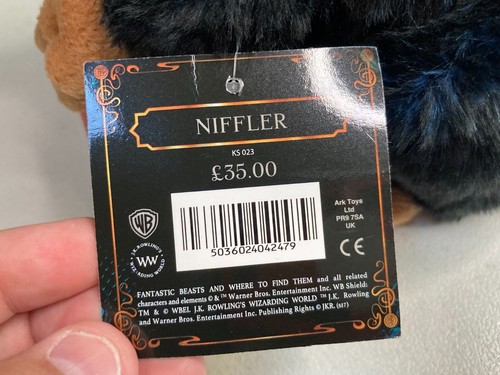 NIFFLER
KS 023
£35.00
5036024042479
Ark Toys
Ltd
PR9 7SA
UK
CE
WB
J.K. ROWLING'S
WW
WIZARDING WORLD
FANTASTIC BEASTS AND WHERE TO FIND THEM and all related
characters and elements © & ™ Warner Bros. Entertainment Inc. WB Shield:
TM & © WBEI. J.K. ROWLING'S WIZARDING WORLD ™ J.K. Rowling
and Warner Bros. Entertainment Inc. Publishing Rights © JKR. (s17)